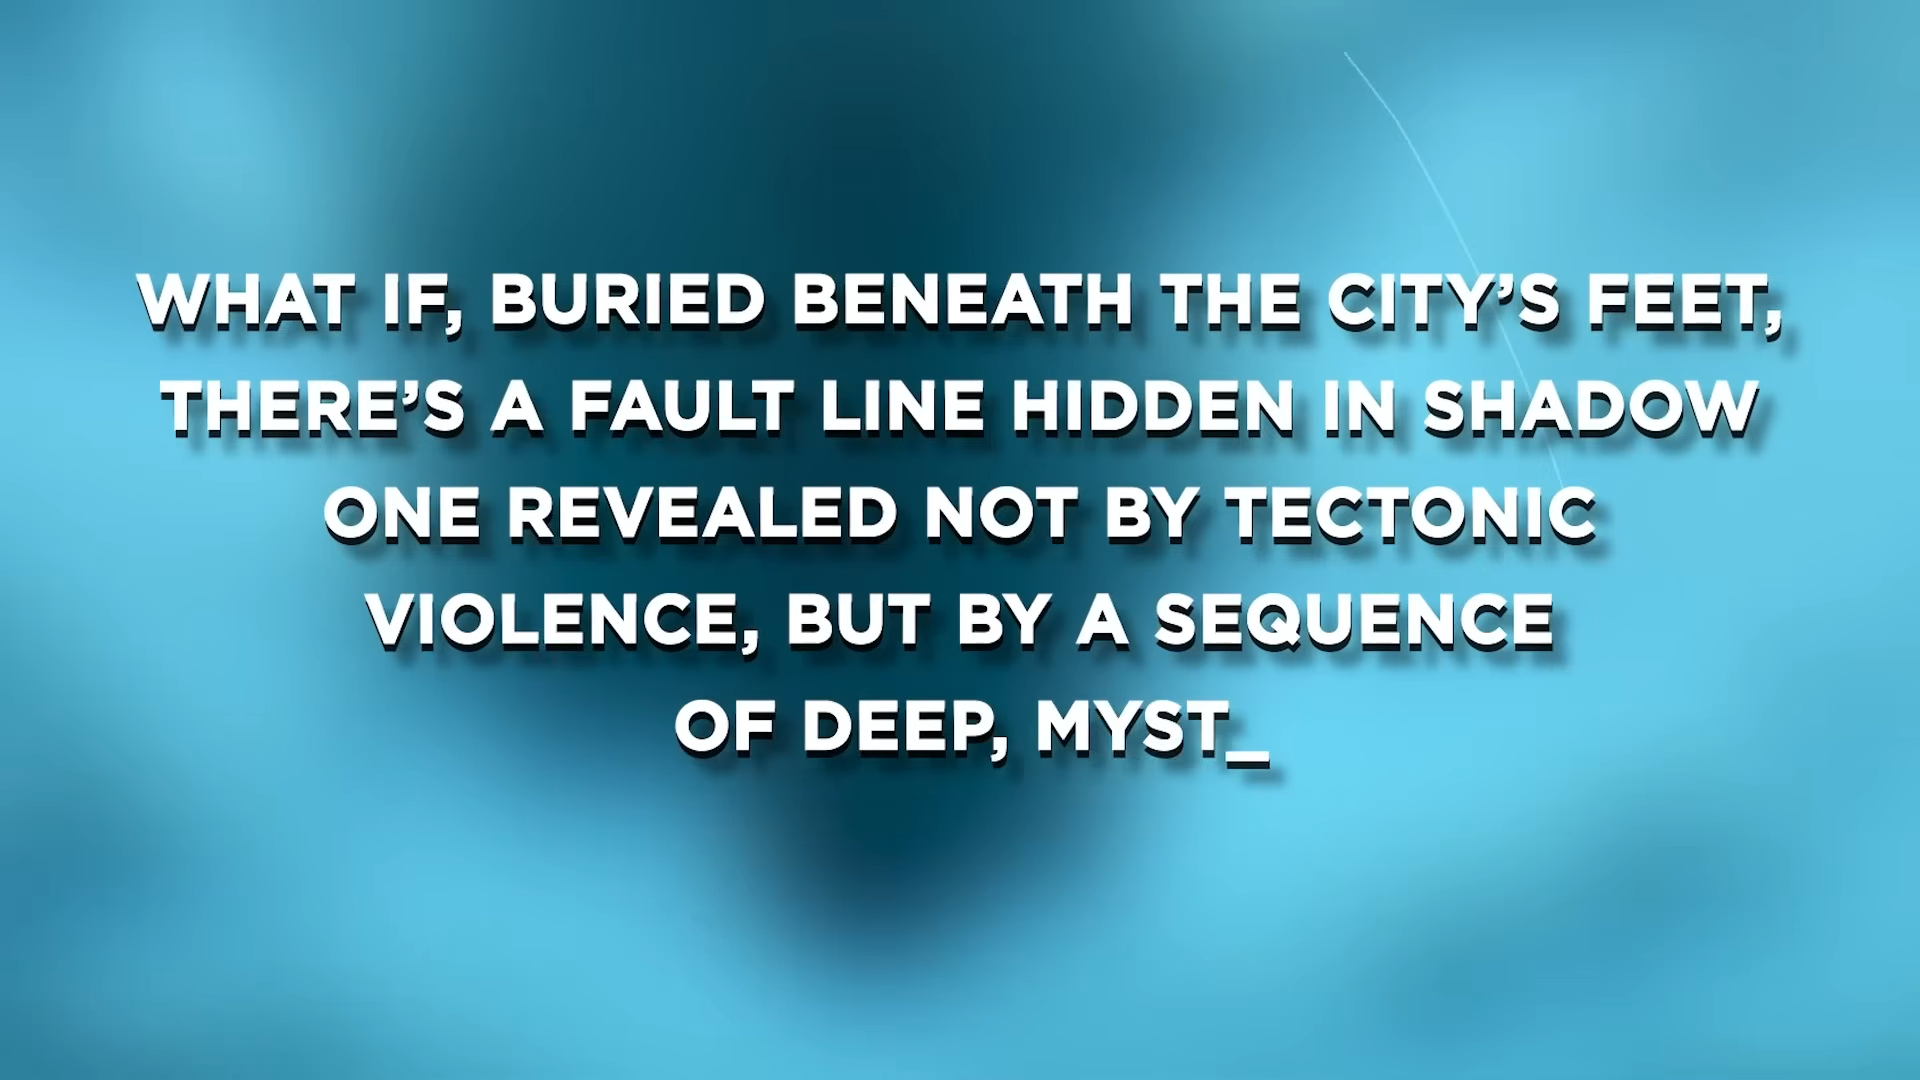 WHAT IF, BURIED BENEATH THE CITY’S FEET,
THERE’S A FAULT LINE HIDDEN IN SHADOW
ONE REVEALED NOT BY TECTONIC
VIOLENCE, BUT BY A SEQUENCE
OF DEEP, MYST_